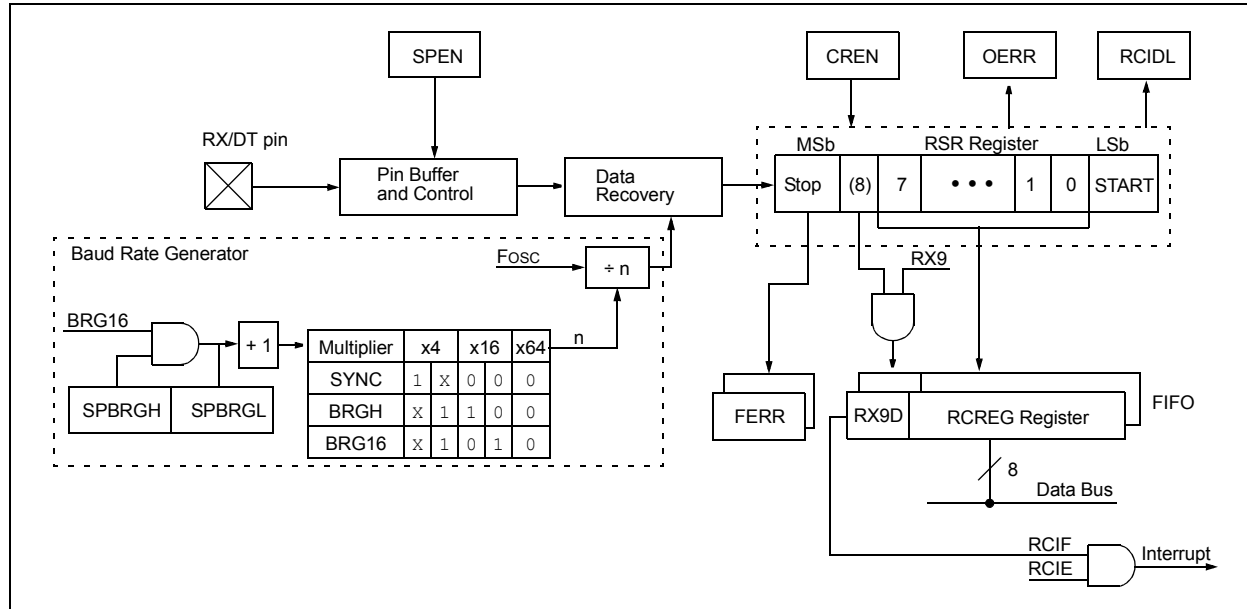 SPEN
CREN
OERR
RCIDL
RX/DT pin
Pin Buffer
and Control
Data
Recovery
MSb
RSR Register
LSb
Stop
(8)
7
• • •
1
0
START
Baud Rate Generator
FOSC
÷ n
RX9
BRG16
+ 1
n
SPBRGH
SPBRGL
Multiplier x4 x16 x64
SYNC 1 X 0 0 0
BRGH X 1 1 0 0
BRG16 X 1 0 1 0
FERR
RX9D
RCREG Register
FIFO
8
Data Bus
RCIF
RCIE
Interrupt